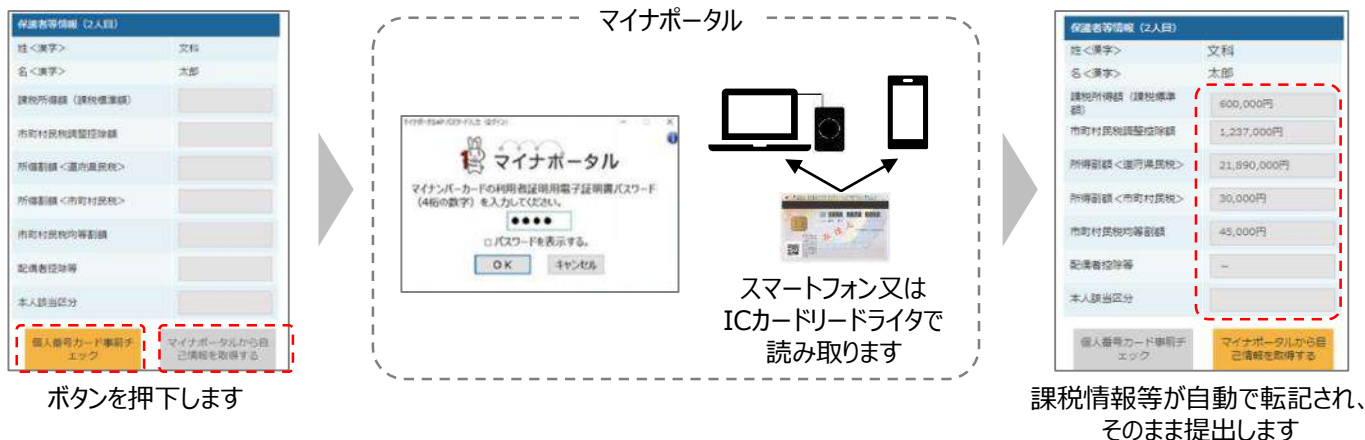 保護者等情報（2人目）
姓<漢字> 文科
名<漢字> 太郎
課税所得額（課税標準額）
市町村民税調整控除額
所得割額<道府県民税>
所得割額<市町村民税>
市町村民税均等割額
配偶者控除等
本人該当区分
個人番号カード事前チ
ェック
マイナポータルから自
己情報を取得する
ボタンを押下します
マイナポータル
マイナポータル
マイナンバーカードの利用者証明用電子証明書パスワード
（4桁の数字）を入力してください。
●●●●
□パスワードを表示する。
OK キャンセル
みほん
スマートフォン又は
ICカードリードライタで
読み取ります
保護者等情報（2人目）
姓<漢字> 文科
名<漢字> 太郎
課税所得額（課税標準
額） 600,000円
市町村民税調整控除額 1,237,000円
所得割額<道府県民税> 21,890,000円
所得割額<市町村民税> 30,000円
市町村民税均等割額 45,000円
配偶者控除等 −
本人該当区分
個人番号カード事前チ
ェック
マイナポータルから自
己情報を取得する
課税情報等が自動で転記され、
そのまま提出します